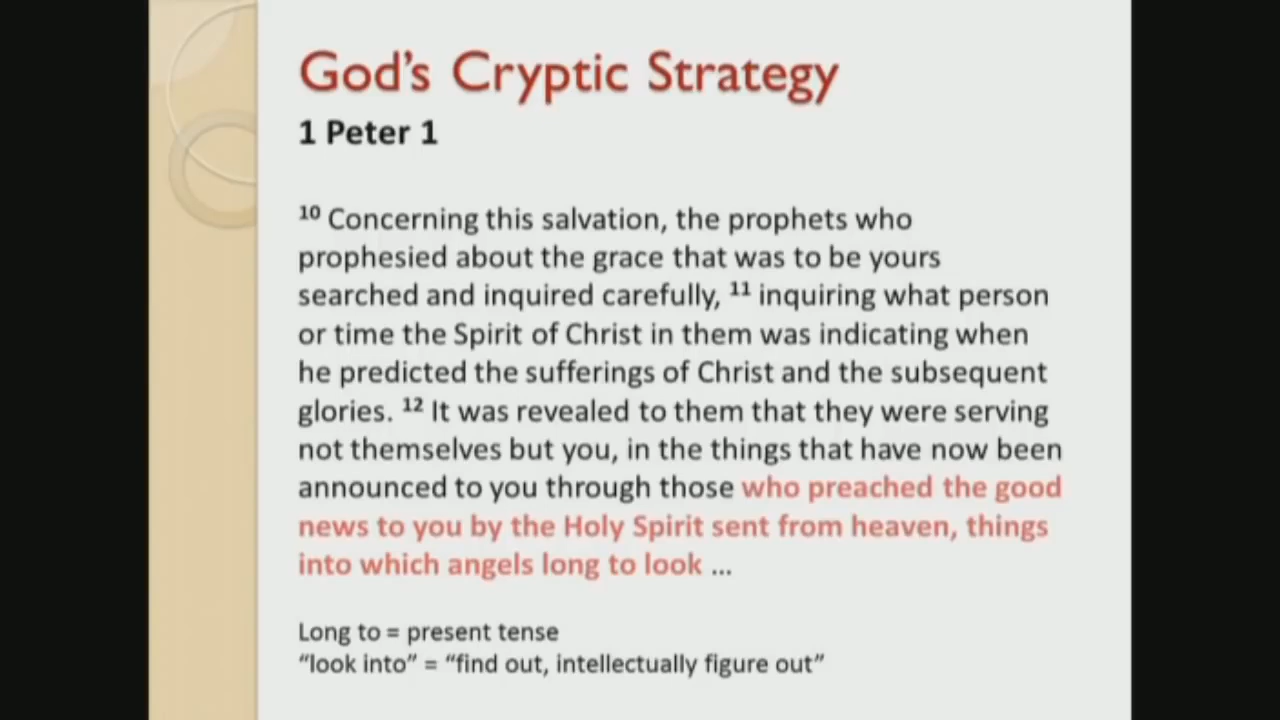 God's Cryptic Strategy
1 Peter 1
10 Concerning this salvation, the prophets who
prophesied about the grace that was to be yours
searched and inquired carefully, 11 inquiring what person
or time the Spirit of Christ in them was indicating when
he predicted the sufferings of Christ and the subsequent
glories. 12 It was revealed to them that they were serving
not themselves but you, in the things that have now been
announced to you through those who preached the good
news to you by the Holy Spirit sent from heaven, things
into which angels long to look ...
Long to = present tense
“look into” = “find out, intellectually figure out”